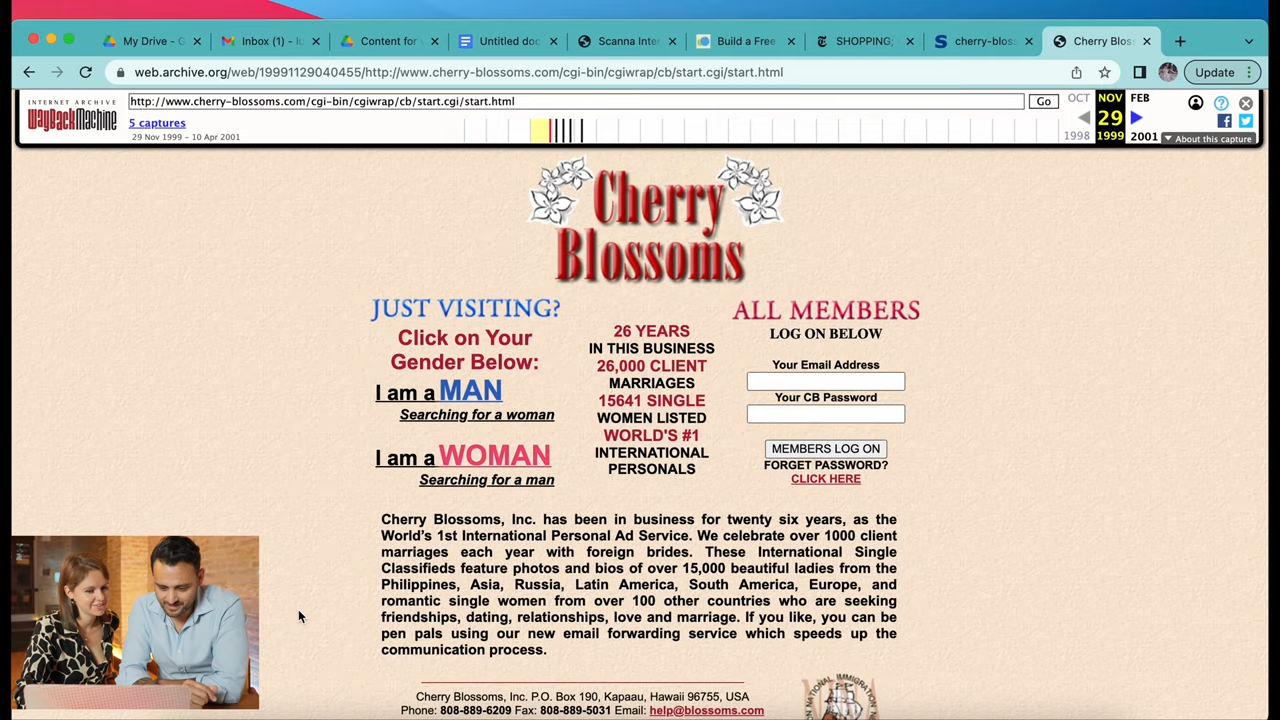 My Drive – G
Inbox (1) – lu
Content for
Untitled doc
Scanna Inte
Build a Free
SHOPPING;
cherry-bloss
Cherry Blos
web.archive.org/web/19991129040455/http://www.cherry-blossoms.com/cgi-bin/cgiwrap/cb/start.cgi/start.html
Update
INTERNET ARCHIVE
WayBackMachine
http://www.cherry-blossoms.com/cgi-bin/cgiwrap/cb/start.cgi/start.html
Go
OCT
NOV
FEB
5 captures
29
29 Nov 1999 – 10 Apr 2001
1998
1999
2001
About this capture
Cherry
Blossoms
JUST VISITING?
Click on Your
Gender Below:
I am a MAN
Searching for a woman
I am a WOMAN
Searching for a man
26 YEARS
IN THIS BUSINESS
26,000 CLIENT
MARRIAGES
15641 SINGLE
WOMEN LISTED
WORLD'S #1
INTERNATIONAL
PERSONALS
ALL MEMBERS
LOG ON BELOW
Your Email Address
Your CB Password
MEMBERS LOG ON
FORGET PASSWORD?
CLICK HERE
Cherry Blossoms, Inc. has been in business for twenty six years, as the
World's 1st International Personal Ad Service. We celebrate over 1000 client
marriages each year with foreign brides. These International Single
Classifieds feature photos and bios of over 15,000 beautiful ladies from the
Philippines, Asia, Russia, Latin America, South America, Europe, and
romantic single women from over 100 other countries who are seeking
friendships, dating, relationships, love and marriage. If you like, you can be
pen pals using our new email forwarding service which speeds up the
communication process.
Cherry Blossoms, Inc. P.O. Box 190, Kapaau, Hawaii 96755, USA
Phone: 808-889-6209 Fax: 808-889-5031 Email: help@blossoms.com